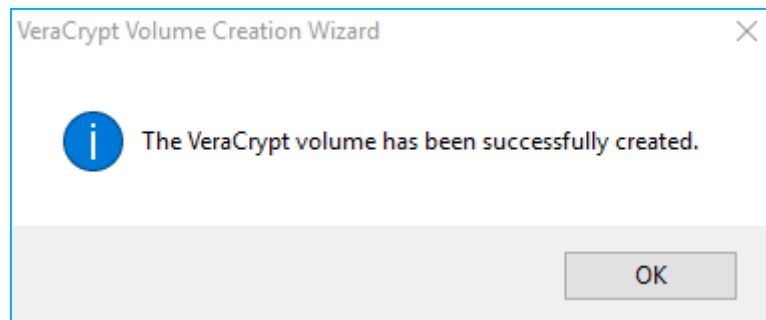 VeraCrypt Volume Creation Wizard
The VeraCrypt volume has been successfully created.
OK